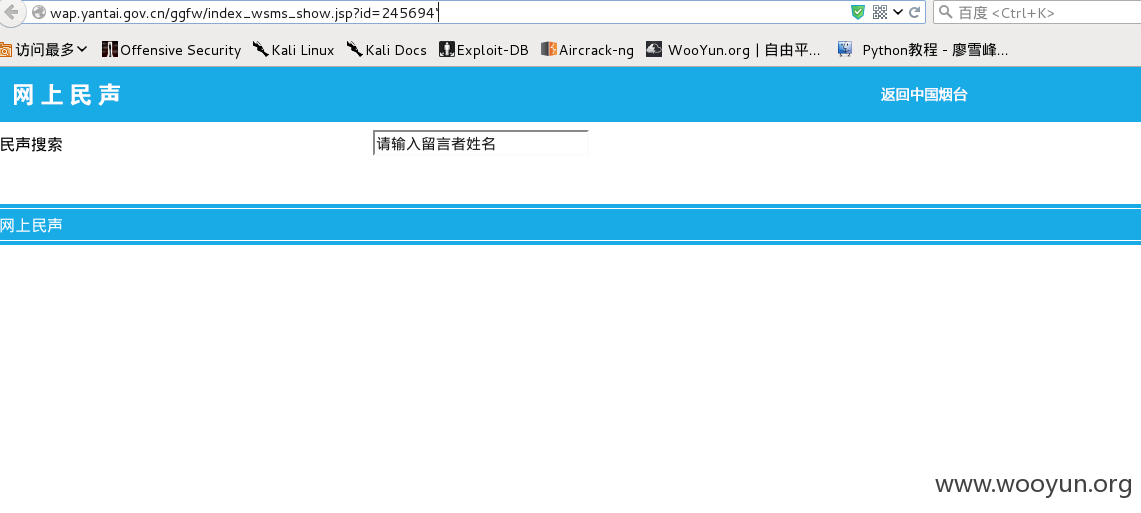 wap.yantai.gov.cn/ggfw/index_wsms_show.jsp?id=245694'
百度 <Ctrl+K>
访问最多 Offensive Security Kali Linux Kali Docs Exploit-DB Aircrack-ng WooYun.org | 自由平... Python教程 - 廖雪峰...
网上民声 返回中国烟台
民声搜索 请输入留言者姓名
网上民声
www.wooyun.org